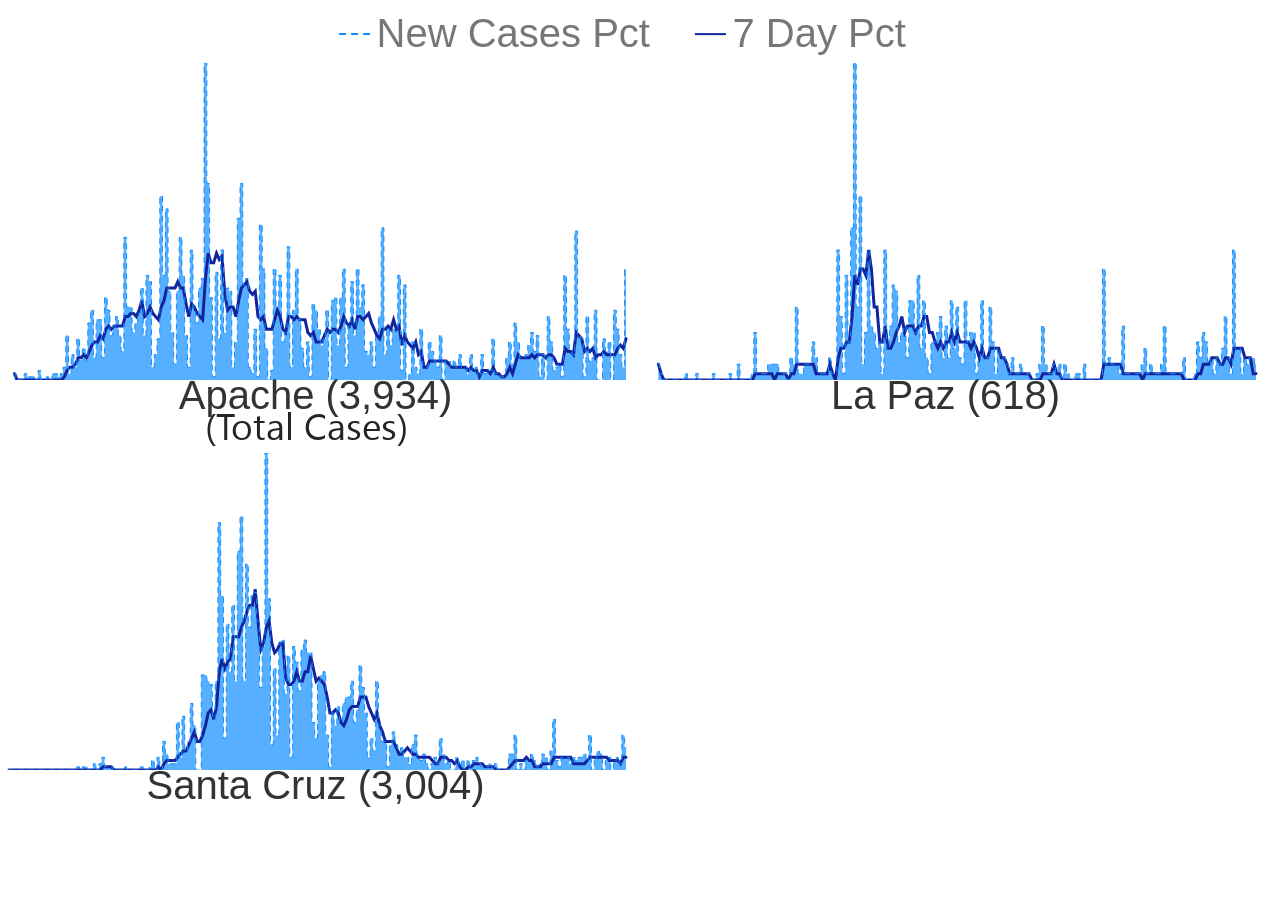 New Cases Pct 7 Day Pct
Apache (3,934) La Paz (618)
(Total Cases)
Santa Cruz (3,004)